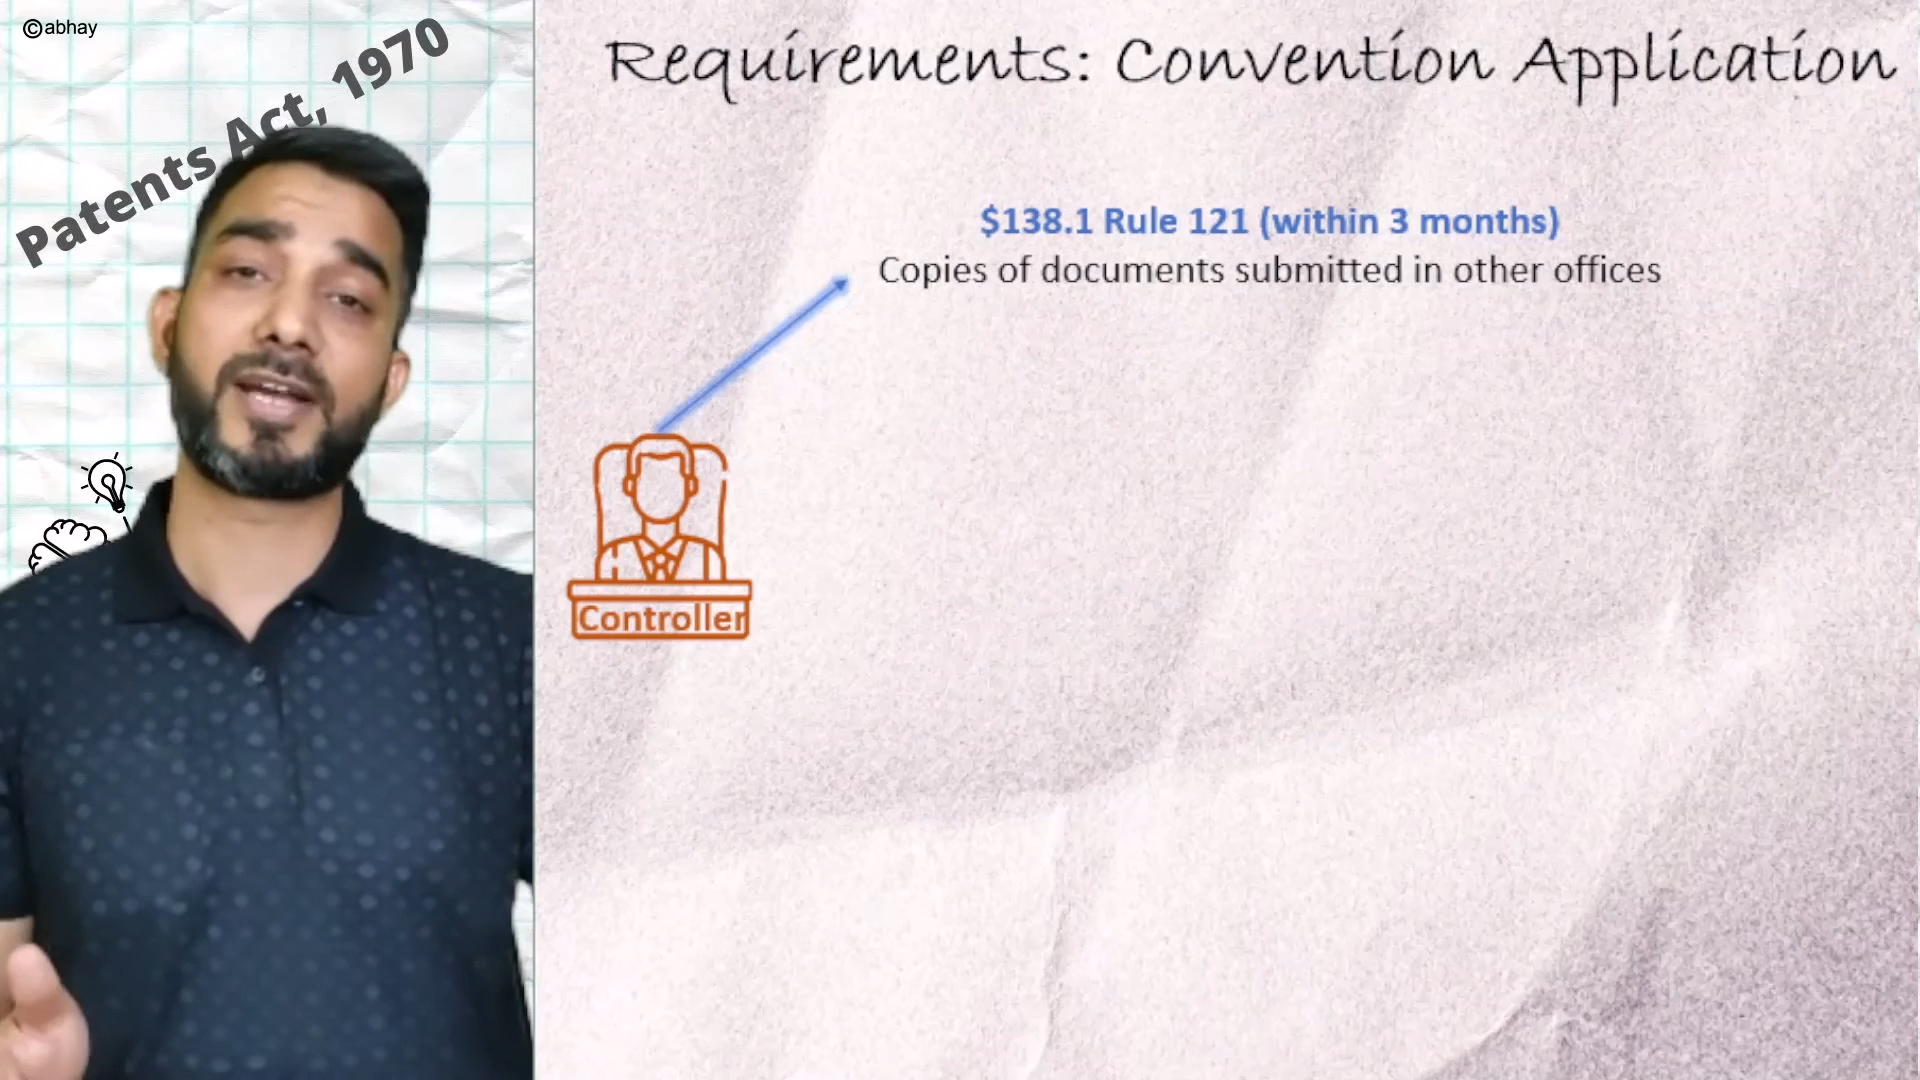 ©abhay
Patents Act, 1970
Requirements: Convention Application
$138.1 Rule 121 (within 3 months)
Copies of documents submitted in other offices
Controller